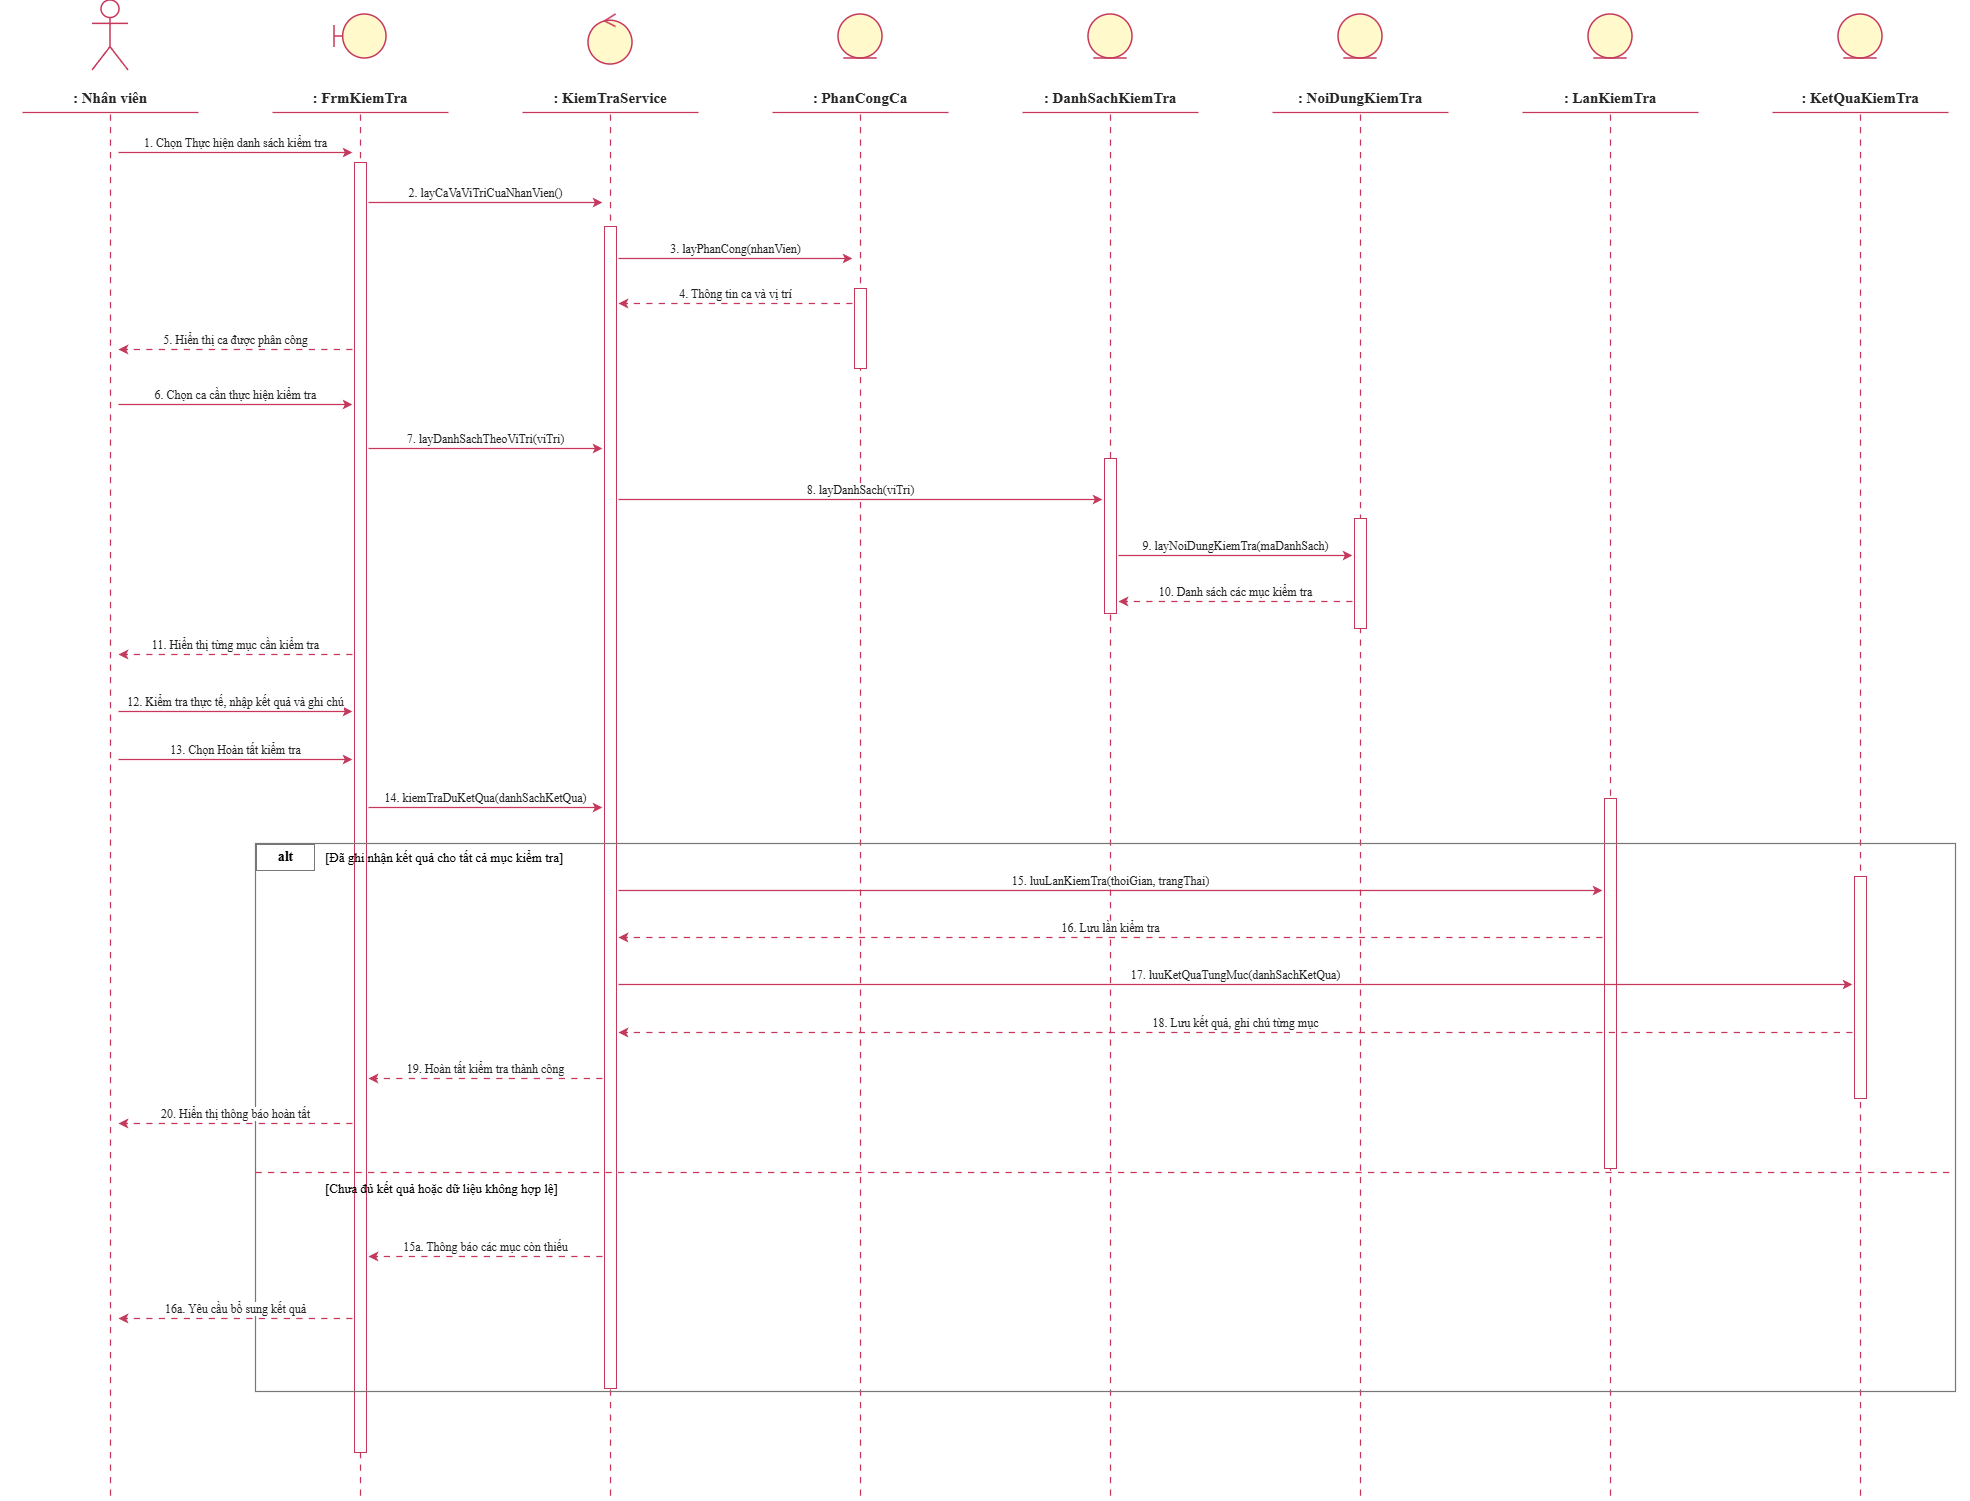 : Nhân viên
: FrmKiemTra
: KiemTraService
: PhanCongCa
: DanhSachKiemTra
: NoiDungKiemTra
: LanKiemTra
: KetQuaKiemTra
1. Chọn Thực hiện danh sách kiểm tra
2. layCaVaViTriCuaNhanVien()
3. layPhanCong(nhanVien)
4. Thông tin ca và vị trí
5. Hiển thị ca được phân công
6. Chọn ca cần thực hiện kiểm tra
7. layDanhSachTheoViTri(viTri)
8. layDanhSach(viTri)
9. layNoiDungKiemTra(maDanhSach)
10. Danh sách các mục kiểm tra
11. Hiển thị từng mục cần kiểm tra
12. Kiểm tra thực tế, nhập kết quả và ghi chú
13. Chọn Hoàn tất kiểm tra
14. kiemTraDuKetQua(danhSachKetQua)
alt
[Đã ghi nhận kết quả cho tất cả mục kiểm tra]
15. luuLanKiemTra(thoiGian, trangThai)
16. Lưu lần kiểm tra
17. luuKetQuaTungMuc(danhSachKetQua)
18. Lưu kết quả, ghi chú từng mục
19. Hoàn tất kiểm tra thành công
20. Hiển thị thông báo hoàn tất
[Chưa đủ kết quả hoặc dữ liệu không hợp lệ]
15a. Thông báo các mục còn thiếu
16a. Yêu cầu bổ sung kết quả